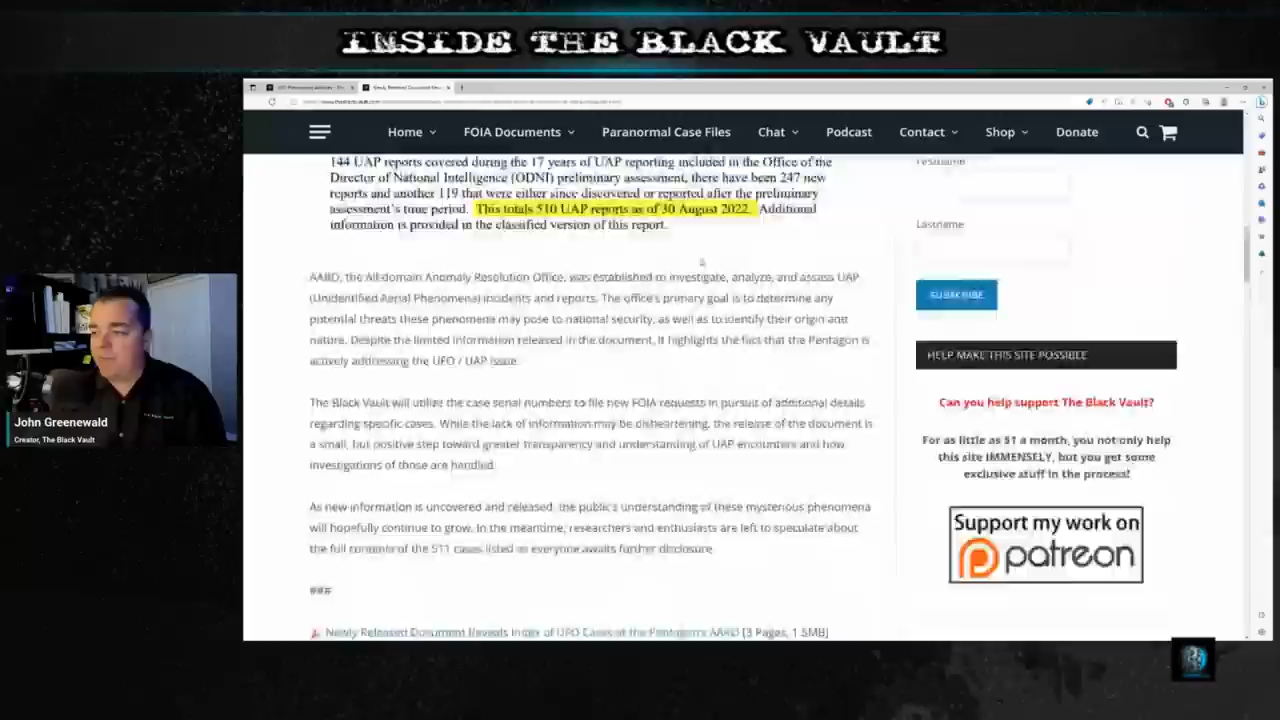 INSIDE THE BLACK VAULT
Home
FOIA Documents
Paranormal Case Files
Chat
Podcast
Contact
Shop
Donate
144 UAP reports covered during the 17 years of UAP reporting included in the Office of the
Director of National Intelligence (ODNI) preliminary assessment, there have been 247 new
reports and another 119 that were either since discovered or reported after the preliminary
assessment's time period. This totals 510 UAP reports as of 30 August 2022. Additional
information is provided in the classified version of this report.
AARO, the All-domain Anomaly Resolution Office, was established to investigate, analyze, and assess UAP
(Unidentified Aerial Phenomena) incidents and reports. The office's primary goal is to determine any
potential threats these phenomena may pose to national security, as well as to identify their origin and
nature. Despite the limited information released in the document, it highlights the fact that the Pentagon is
actively addressing the UFO / UAP issue.
The Black Vault will utilize the case serial numbers to file new FOIA requests in pursuit of additional details
regarding specific cases. While the lack of information may be disheartening, the release of the document is
a small, but positive step toward greater transparency and understanding of UAP encounters and how
investigations of those are handled.
As new information is uncovered and released, the public's understanding of these mysterious phenomena
will hopefully continue to grow. In the meantime, researchers and enthusiasts are left to speculate about
the full contents of the 511 cases listed as everyone awaits further disclosure.
###
Newly Released Document Reveals Index of UFO Cases at the Pentagon's AARO [3 Pages, 1.5MB]
Firstname
Lastname
SUBSCRIBE
HELP MAKE THIS SITE POSSIBLE
Can you help support The Black Vault?
For as little as $1 a month, you not only help
this site IMMENSELY, but you get some
exclusive stuff in the process!
Support my work on
patreon
John Greenewald
Creator, The Black Vault